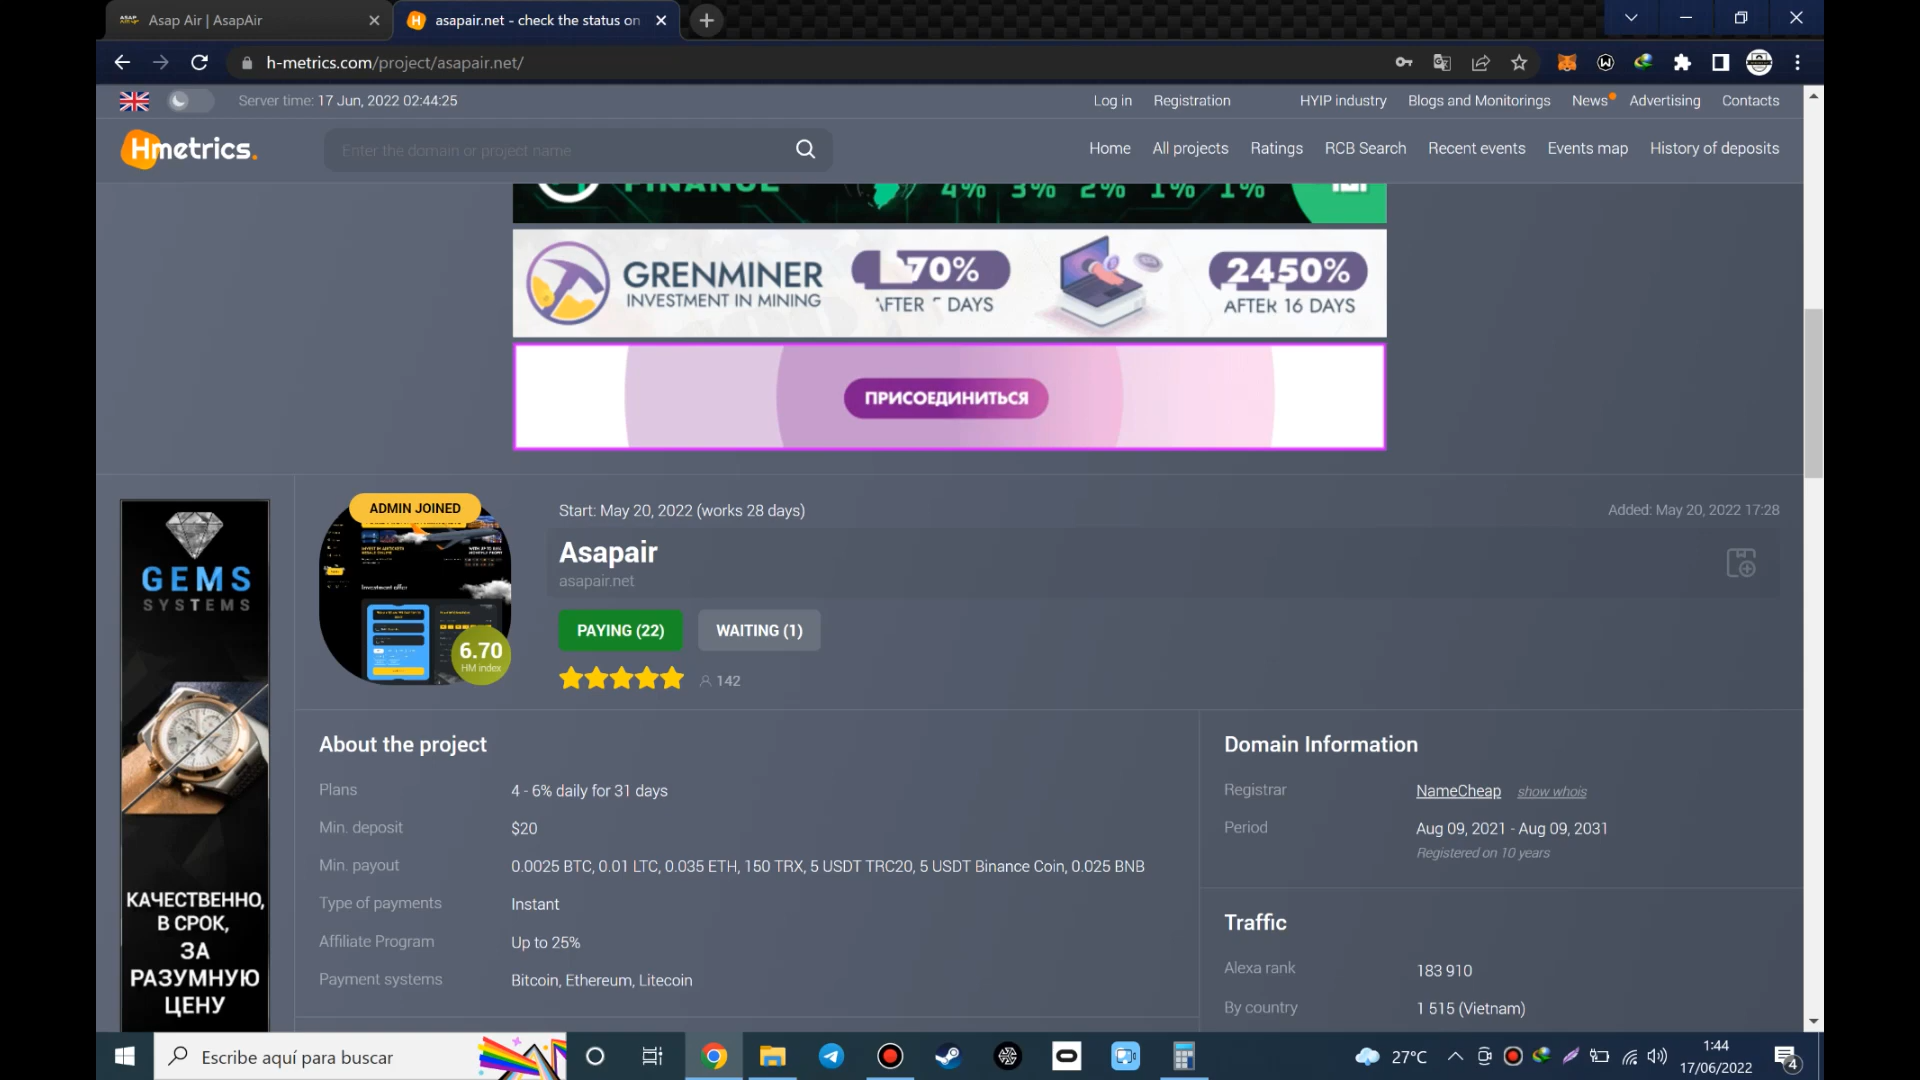 Asap Air | AsapAir
asapair.net - check the status on
h-metrics.com/project/asapair.net/
Server time: 17 Jun, 2022 02:44:25
Log in
Registration
HYIP industry
Blogs and Monitorings
News
Advertising
Contacts
Hmetrics.
Enter the domain or project name
Home
All projects
Ratings
RCB Search
Recent events
Events map
History of deposits
FINANCE
4% 3% 2% 1% 1%
GRENMINER
INVESTMENT IN MINING
2450%
AFTER 16 DAYS
ПРИСОЕДИНИТЬСЯ
GEMS
SYSTEMS
КАЧЕСТВЕННО,
В СРОК,
ЗА
РАЗУМНУЮ
ЦЕНУ
ADMIN JOINED
6.70
HM index
Start: May 20, 2022 (works 28 days)
Added: May 20, 2022 17:28
Asapair
asapair.net
PAYING (22)
WAITING (1)
142
About the project
Plans
4 - 6% daily for 31 days
Min. deposit
$20
Min. payout
0.0025 BTC, 0.01 LTC, 0.035 ETH, 150 TRX, 5 USDT TRC20, 5 USDT Binance Coin, 0.025 BNB
Type of payments
Instant
Affiliate Program
Up to 25%
Payment systems
Bitcoin, Ethereum, Litecoin
Domain Information
Registrar
NameCheap show whois
Period
Aug 09, 2021 - Aug 09, 2031
Registered on 10 years
Traffic
Alexa rank
183 910
By country
1 515 (Vietnam)
Escribe aquí para buscar
27°C
1:44
17/06/2022
4